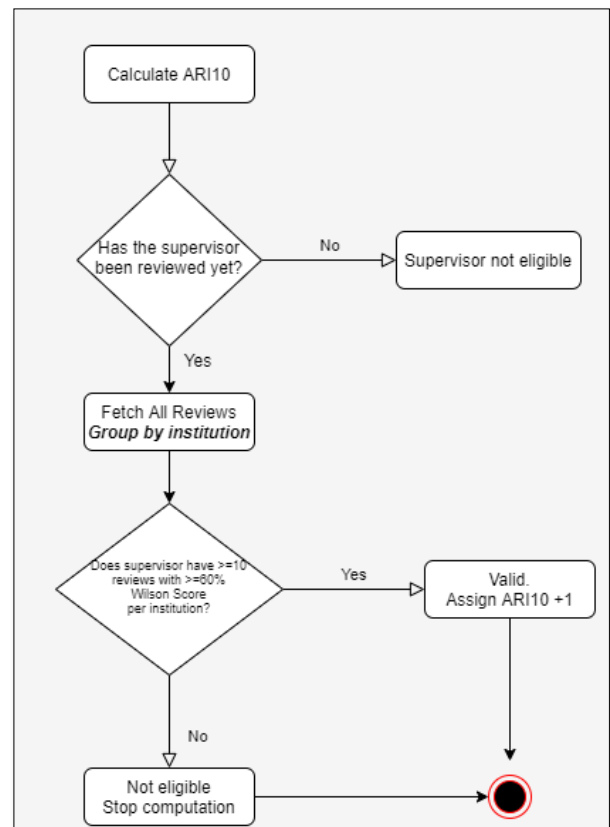 Calculate ARI10
Has the supervisor
been reviewed yet?
No
Supervisor not eligible
Yes
Fetch All Reviews
Group by institution
Does supervisor have >=10
reviews with >=60%
Wilson Score
per institution?
Yes
Valid.
Assign ARI10 +1
No
Not eligible
Stop computation